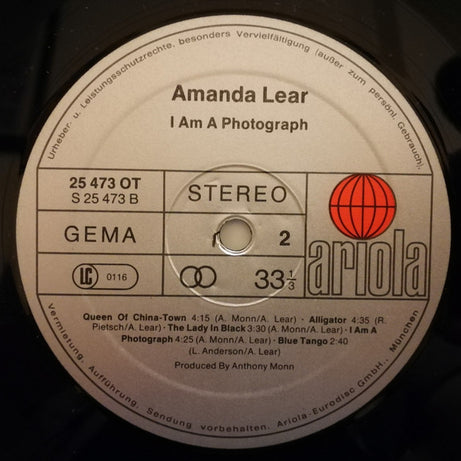 Urheber- u. Leistungsschutzrechte, besonders Vervielfältigung (außer zum persönl. Gebrauch),
Amanda Lear
I Am A Photograph
25 473 OT
S 25 473 B
STEREO
GEMA
2
LC 0116
33 1/3
ariola
Queen Of China-Town 4:15 (A. Monn/A. Lear) · Alligator 4:35 (R.
Pietsch/A. Lear) · The Lady In Black 3:30 (A. Monn/A. Lear) · I Am A
Photograph 4:25 (A. Monn/A. Lear) · Blue Tango 2:40
(L. Anderson/A. Lear)
Produced By Anthony Monn
Vermietung, Aufführung, Sendung vorbehalten. Ariola-Eurodisc GmbH., München